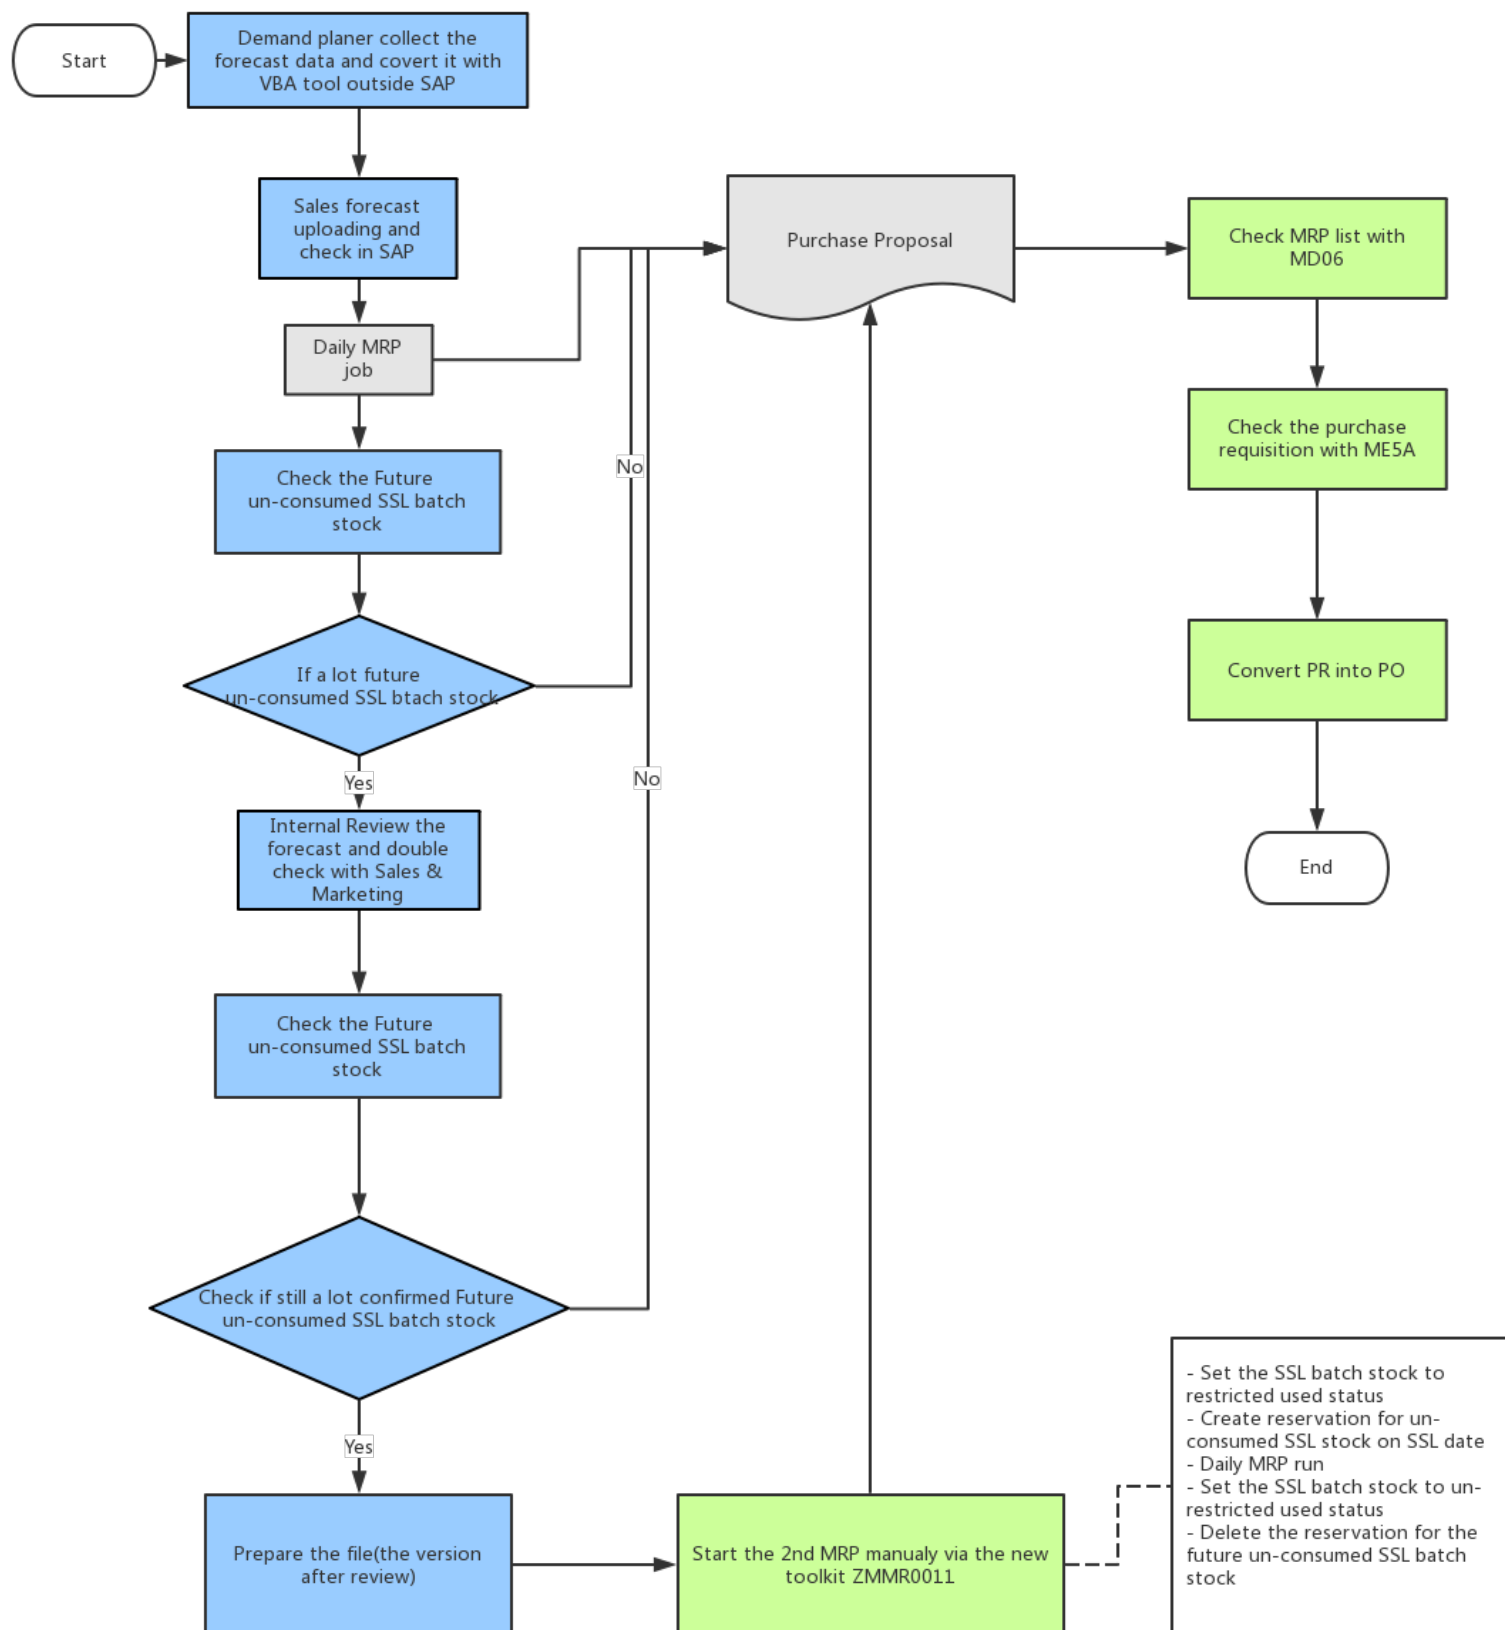 Start
Demand planer collect the
forecast data and covert it with
VBA tool outside SAP
Sales forecast
uploading and
check in SAP
Daily MRP
job
Check the Future
un-consumed SSL batch
stock
If a lot future
un-consumed SSL btach stock
No
Yes
Internal Review the
forecast and double
check with Sales &
Marketing
Check the Future
un-consumed SSL batch
stock
Check if still a lot confirmed Future
un-consumed SSL batch stock
No
Yes
Prepare the file(the version
after review)
Start the 2nd MRP manualy via the new
toolkit ZMMR0011
- Set the SSL batch stock to
restricted used status
- Create reservation for un-
consumed SSL stock on SSL date
- Daily MRP run
- Set the SSL batch stock to un-
restricted used status
- Delete the reservation for the
future un-consumed SSL batch
stock
Purchase Proposal
Check MRP list with
MD06
Check the purchase
requisition with ME5A
Convert PR into PO
End